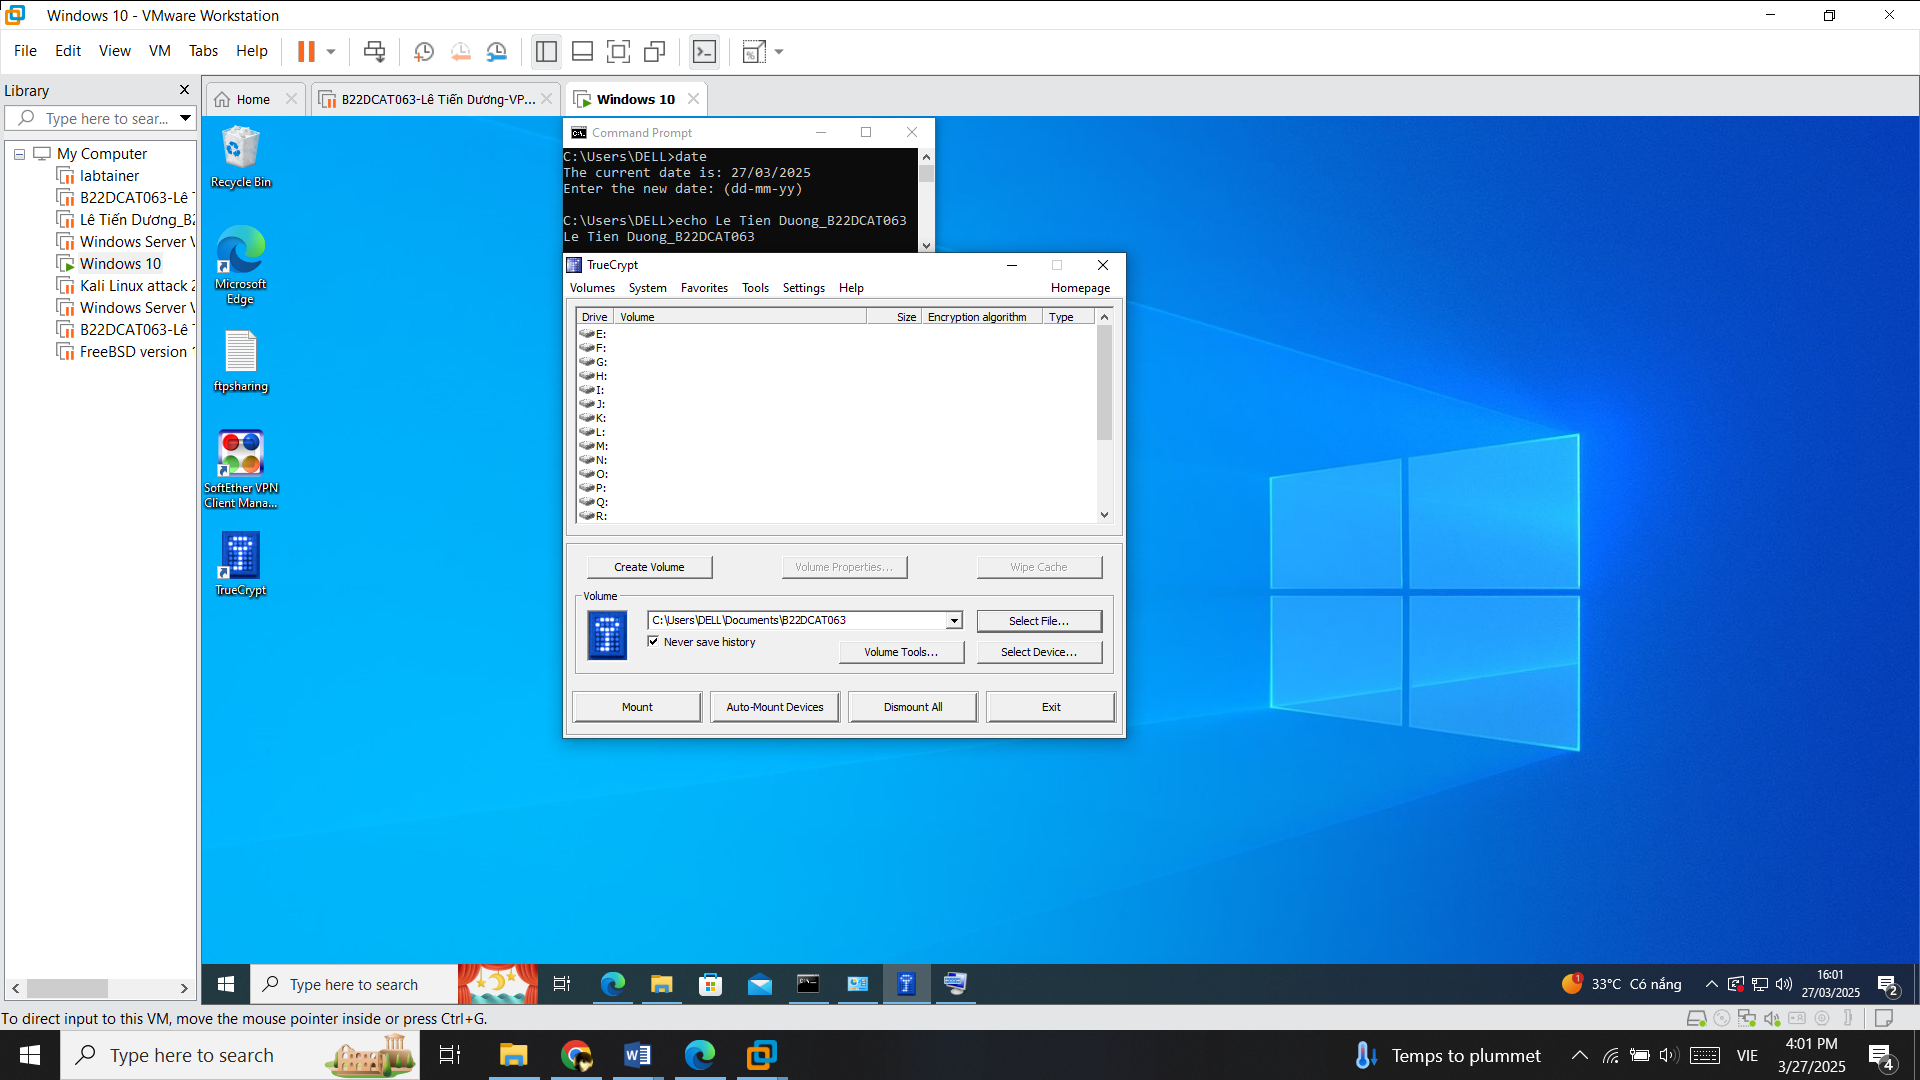 Windows 10 - VMware Workstation
File Edit View VM Tabs Help
Library
Type here to sear...
My Computer
labtainer
B22DCAT063-Lê T
Lê Tiến Dương_B2
Windows Server V
Windows 10
Kali Linux attack 2
Windows Server V
B22DCAT063-Lê T
FreeBSD version 1
Home
B22DCAT063-Lê Tiến Dương-VP...
Windows 10
Recycle Bin
Microsoft Edge
ftpsharing
SoftEther VPN
Client Mana...
TrueCrypt
Command Prompt
C:\Users\DELL>date
The current date is: 27/03/2025
Enter the new date: (dd-mm-yy)
C:\Users\DELL>echo Le Tien Duong_B22DCAT063
Le Tien Duong_B22DCAT063
TrueCrypt
Volumes System Favorites Tools Settings Help Homepage
Drive Volume Size Encryption algorithm Type
E:
F:
G:
H:
I:
J:
K:
L:
M:
N:
O:
P:
Q:
R:
Create Volume Volume Properties... Wipe Cache
Volume
C:\Users\DELL\Documents\B22DCAT063 Select File...
Never save history
Volume Tools... Select Device...
Mount Auto-Mount Devices Dismount All Exit
Type here to search
1
33°C Có nắng
16:01
27/03/2025
2
To direct input to this VM, move the mouse pointer inside or press Ctrl+G.
Type here to search
Temps to plummet
VIE
4:01 PM
3/27/2025
4